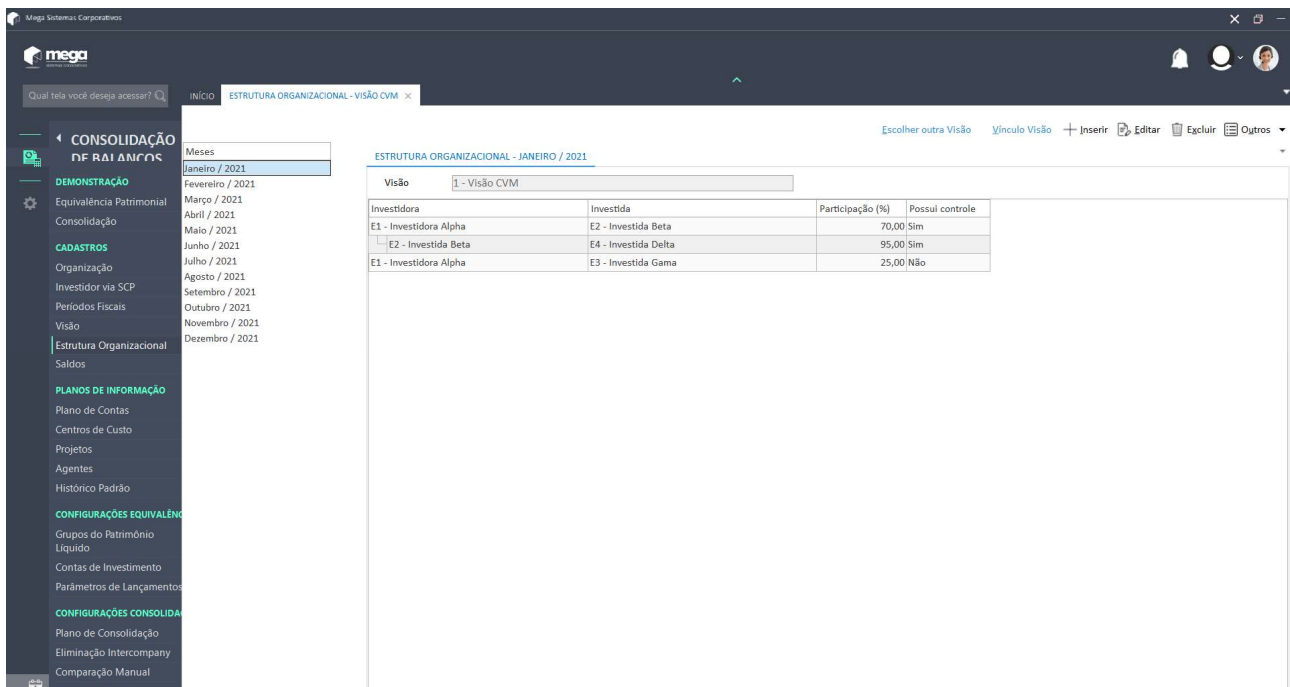 Mega Sistemas Corporativos
mega
Qual tela você deseja acessar?
INÍCIO
ESTRUTURA ORGANIZACIONAL - VISÃO CVM
Escolher outra Visão
Vínculo Visão
Inserir
Editar
Excluir
Outros
CONSOLIDAÇÃO
DE BALANÇOS
DEMONSTRAÇÃO
Equivalência Patrimonial
Consolidação
CADASTROS
Organização
Investidor via SCP
Períodos Fiscais
Visão
Estrutura Organizacional
Saldos
PLANOS DE INFORMAÇÃO
Plano de Contas
Centros de Custo
Projetos
Agentes
Histórico Padrão
CONFIGURAÇÕES EQUIVALÊNC
Grupos do Patrimônio
Líquido
Contas de Investimento
Parâmetros de Lançamentos
CONFIGURAÇÕES CONSOLIDA
Plano de Consolidação
Eliminação Intercompany
Comparação Manual
Meses
Janeiro / 2021
Fevereiro / 2021
Março / 2021
Abril / 2021
Maio / 2021
Junho / 2021
Julho / 2021
Agosto / 2021
Setembro / 2021
Outubro / 2021
Novembro / 2021
Dezembro / 2021
ESTRUTURA ORGANIZACIONAL - JANEIRO / 2021
Visão 1 - Visão CVM
Investidora Investida Participação (%) Possui controle
E1 - Investidora Alpha E2 - Investida Beta 70,00 Sim
E2 - Investida Beta E4 - Investida Delta 95,00 Sim
E1 - Investidora Alpha E3 - Investida Gama 25,00 Não